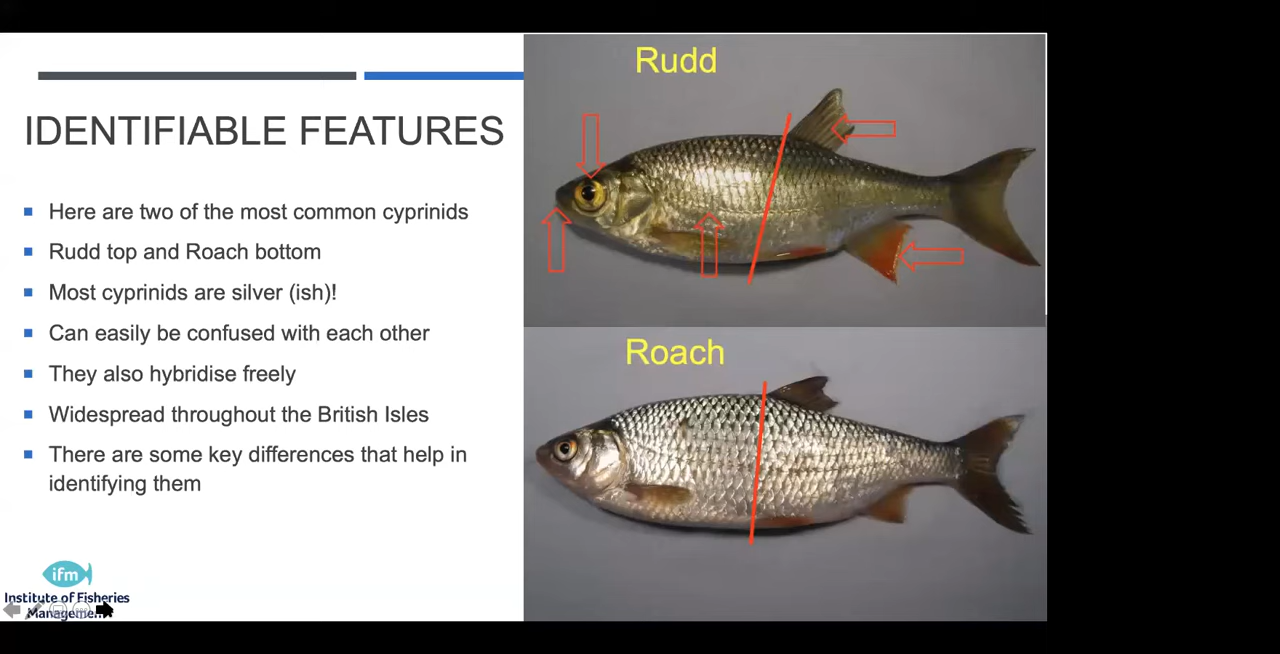 IDENTIFIABLE FEATURES
Here are two of the most common cyprinids
Rudd top and Roach bottom
Most cyprinids are silver (ish)!
Can easily be confused with each other
They also hybridise freely
Widespread throughout the British Isles
There are some key differences that help in
identifying them
Rudd
Roach
ifm
Institute of Fisheries
Management